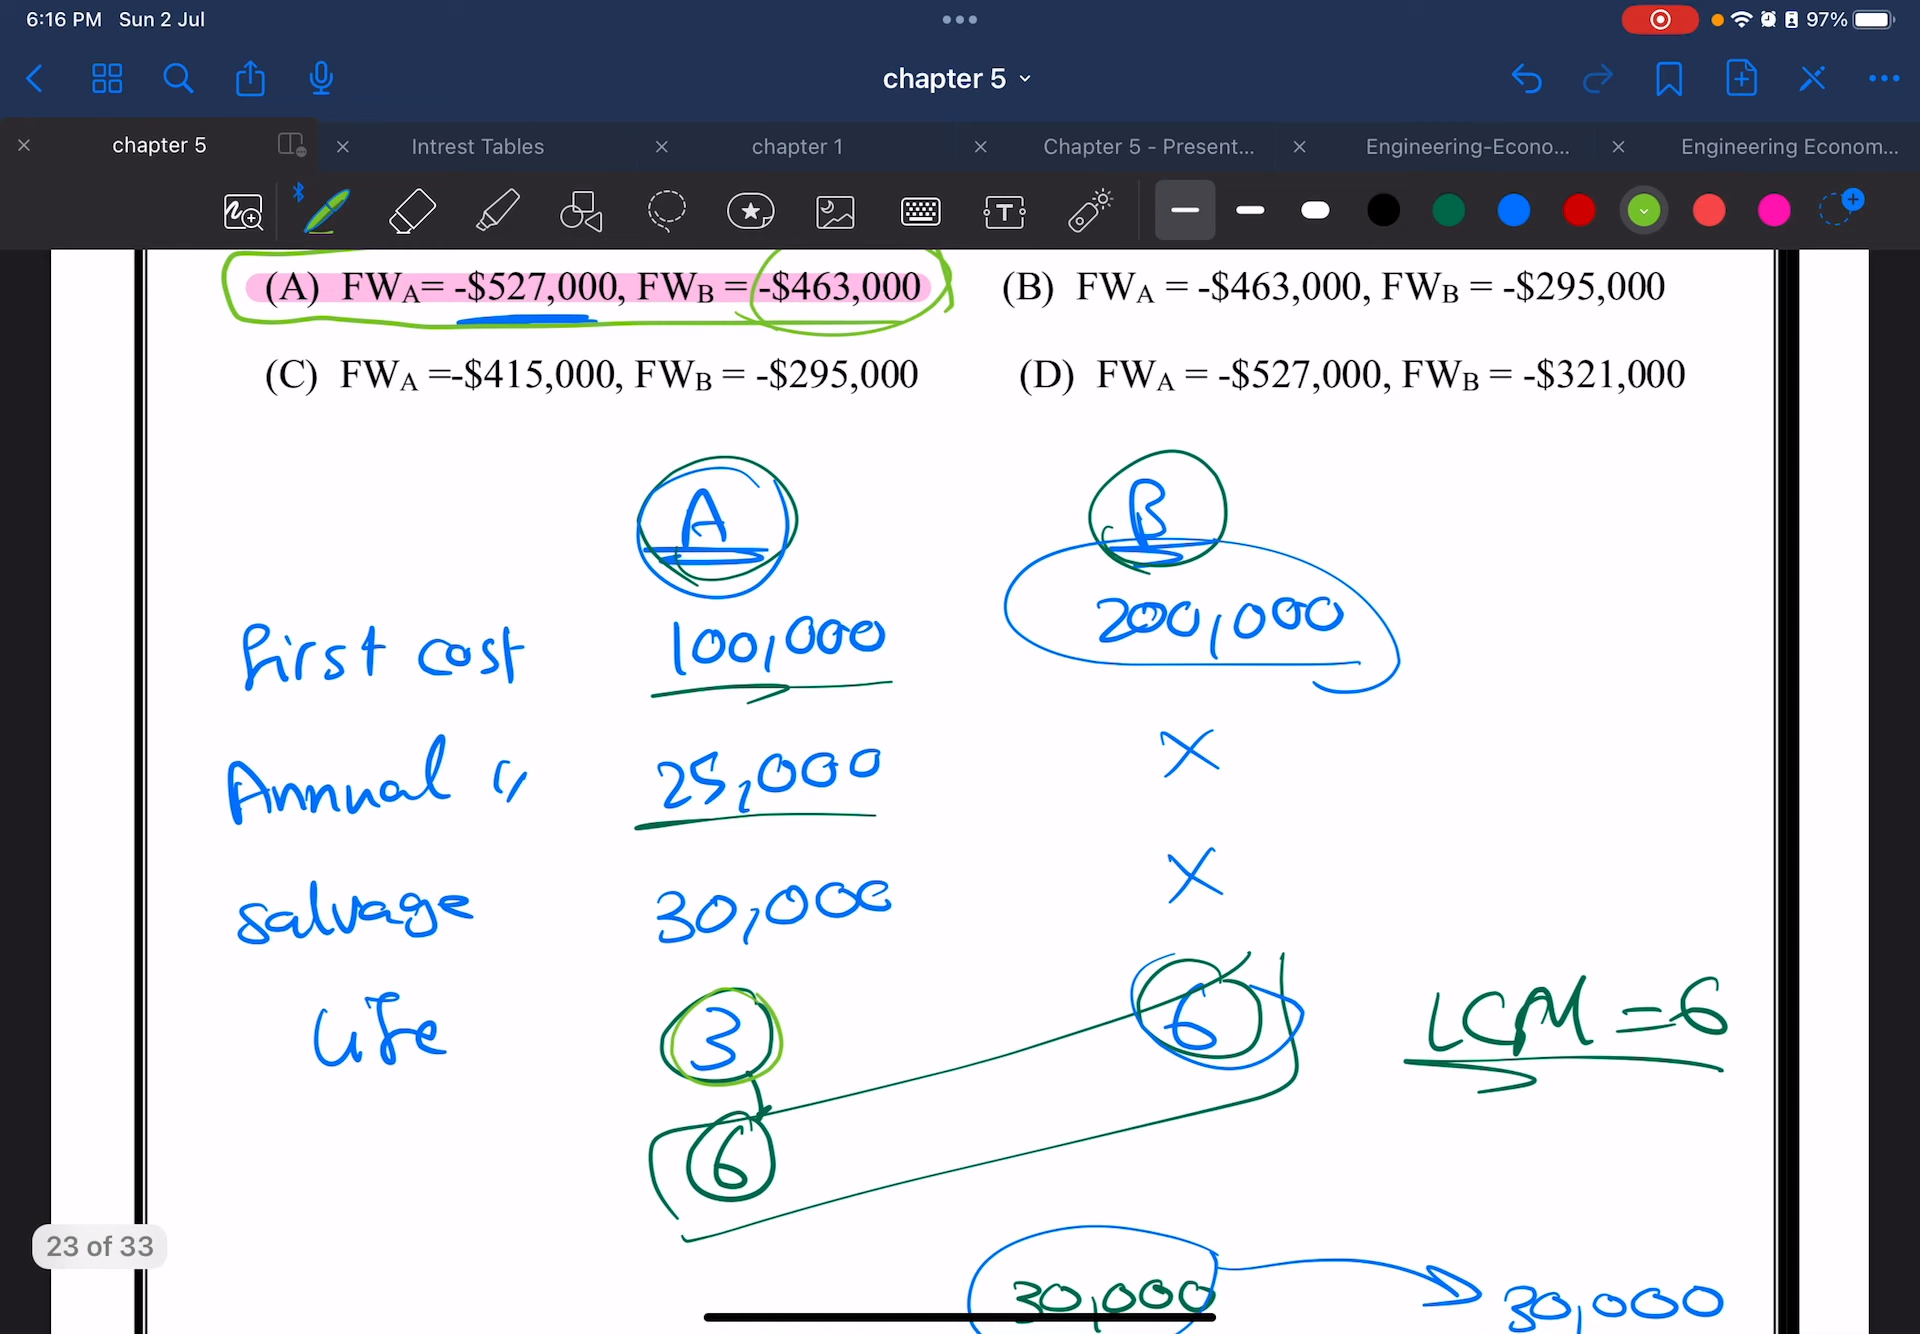 6:16 PM Sun 2 Jul
97%
chapter 5
chapter 5
Intrest Tables
chapter 1
Chapter 5 - Present...
Engineering-Econo...
Engineering Econom...
(A) FWA= -$527,000, FWB = -$463,000
(B) FWA = -$463,000, FWB = -$295,000
(C) FWA =-$415,000, FWB = -$295,000
(D) FWA = -$527,000, FWB = -$321,000
A B
first cost 100,000 200,000
Annual 〃 25,000 X
salvage 30,000 X
life 3 6 LCM = 6
6
23 of 33
30,000 30,000